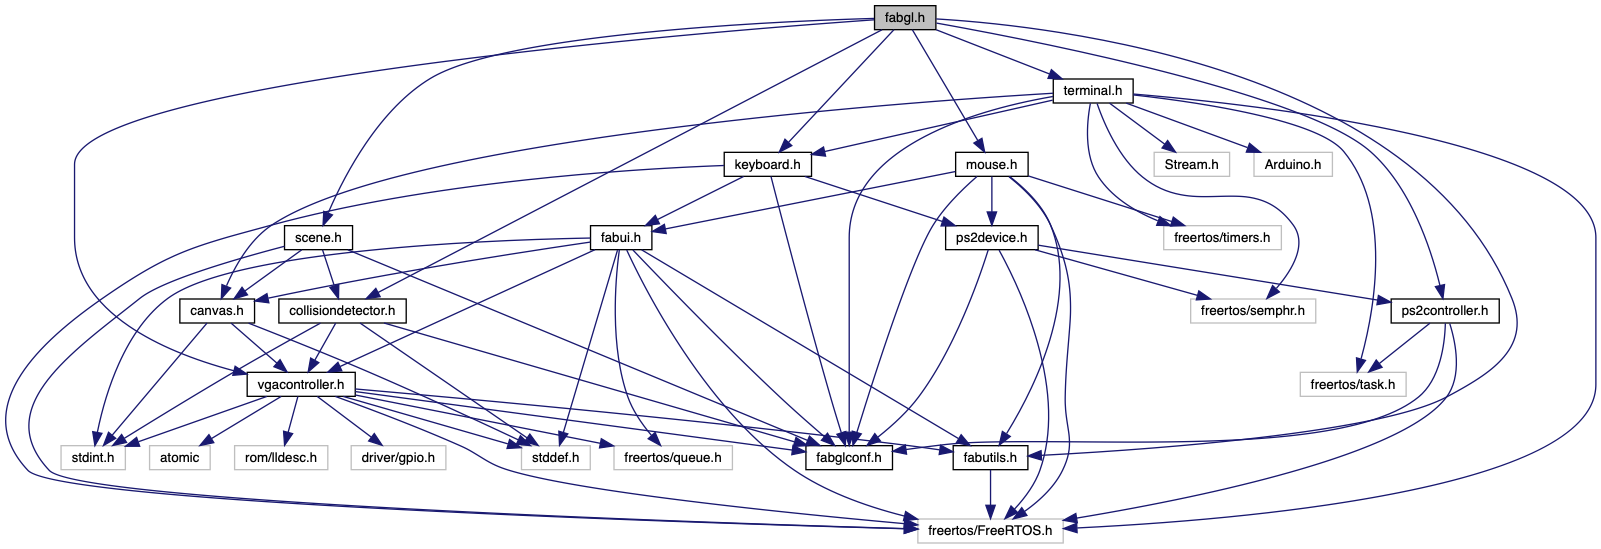 fabgl.h
terminal.h
keyboard.h
mouse.h
Stream.h
Arduino.h
scene.h
fabui.h
ps2device.h
freertos/timers.h
canvas.h
collisiondetector.h
freertos/semphr.h
ps2controller.h
vgacontroller.h
freertos/task.h
stdint.h
atomic
rom/lldesc.h
driver/gpio.h
stddef.h
freertos/queue.h
fabglconf.h
fabutils.h
freertos/FreeRTOS.h